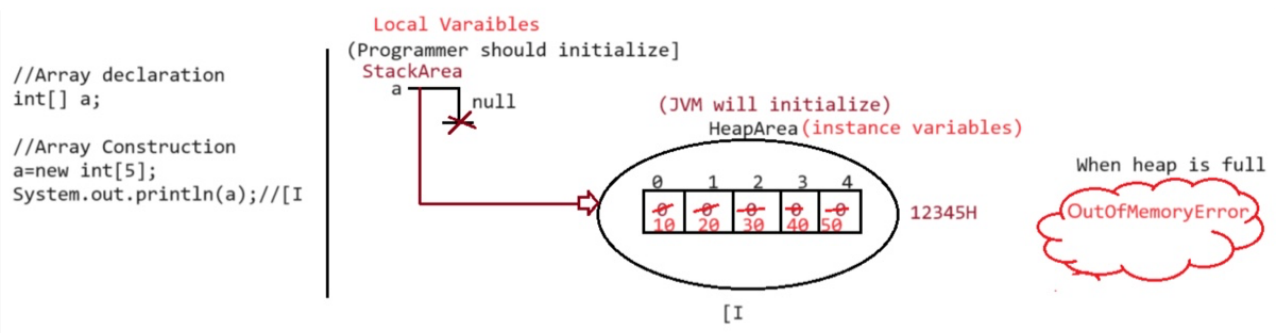 //Array declaration
int[] a;
//Array Construction
a=new int[5];
System.out.println(a);//[I
Local Varaibles
(Programmer should initialize]
StackArea
a
null
(JVM will initialize)
HeapArea(instance variables)
0 1 2 3 4
0 0 0 0 0
10 20 30 40 50
12345H
[I
When heap is full
OutOfMemoryError